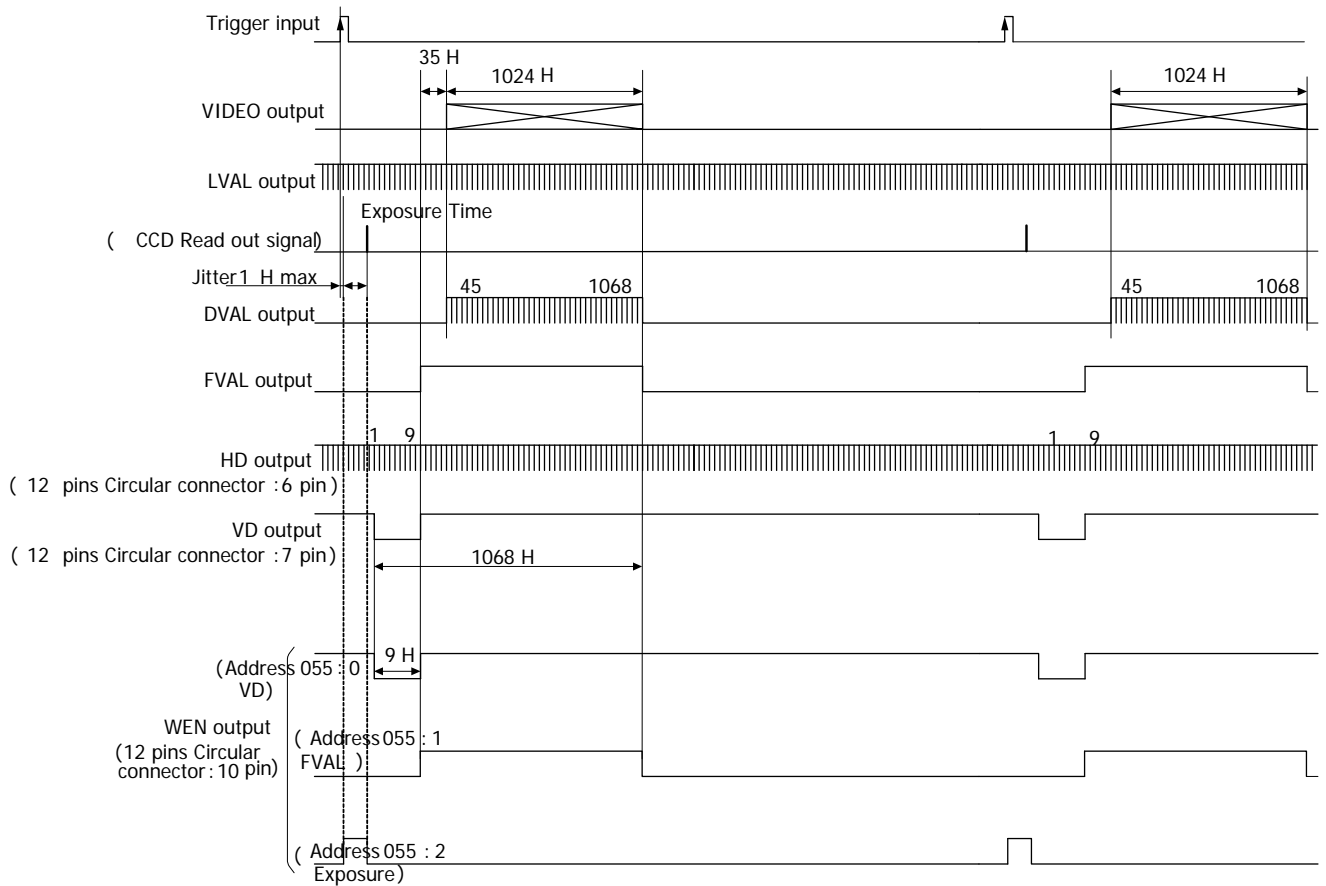 Trigger input
35 H
1024 H
1024 H
VIDEO output
LVAL output
Exposure Time
( CCD Read out signal)
Jitter 1 H max
45 1068
45 1068
DVAL output
FVAL output
1 9
1 9
HD output
( 12 pins Circular connector : 6 pin )
VD output
( 12 pins Circular connector : 7 pin )
1068 H
9 H
(Address 055 : 0
VD)
WEN output
(12 pins Circular
connector : 10 pin)
( Address 055 : 1
FVAL )
( Address 055 : 2
Exposure )